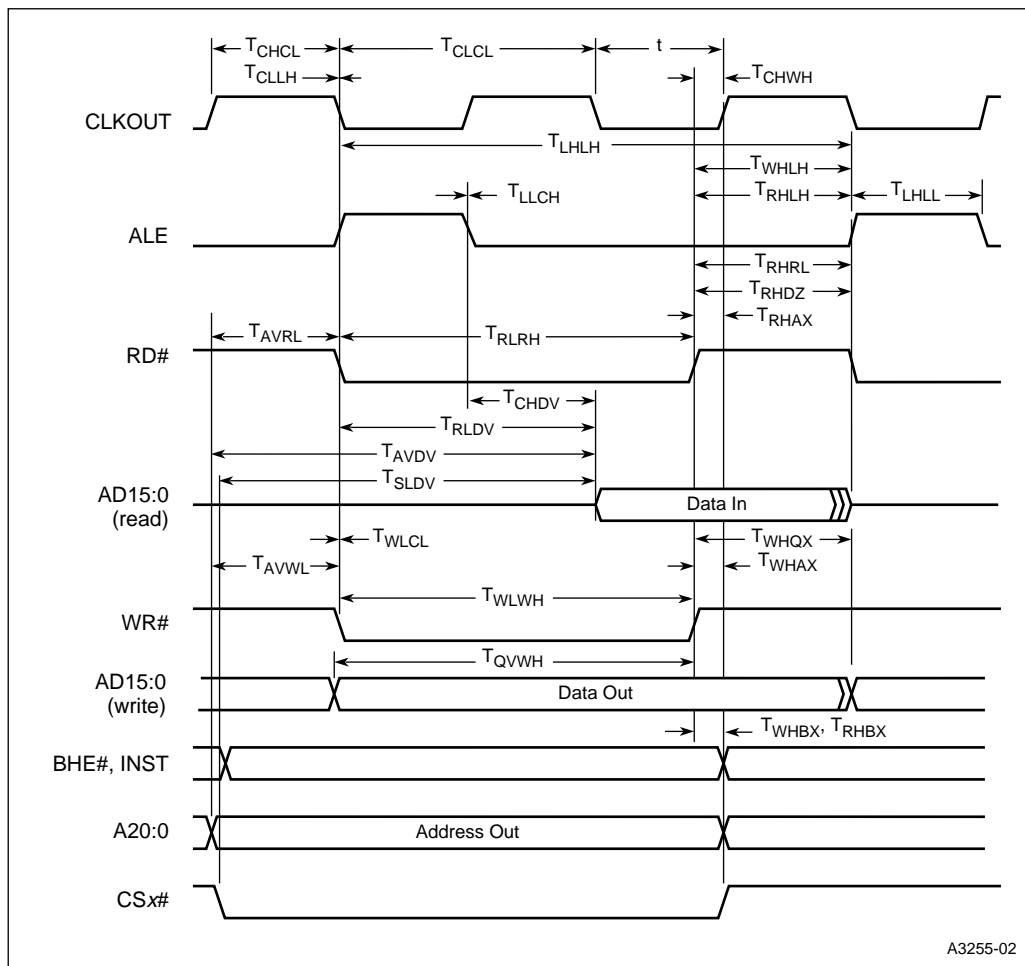 T_CHCL T_CLCL t
T_CLLH T_CHWH
CLKOUT
T_LHLH
T_WHLH
T_LLCH T_RHLH T_LHLL
ALE
T_RHRL
T_RHDZ
T_RHAX
T_AVRL T_RLRH
RD#
T_CHDV
T_RLDV
T_AVDV
T_SLDV
AD15:0
(read)
Data In
T_WLCL T_WHQX
T_AVWL T_WHAX
T_WLWH
WR#
T_QVWH
AD15:0
(write)
Data Out
T_WHBX, T_RHBX
BHE#, INST
A20:0 Address Out
CSx#
A3255-02